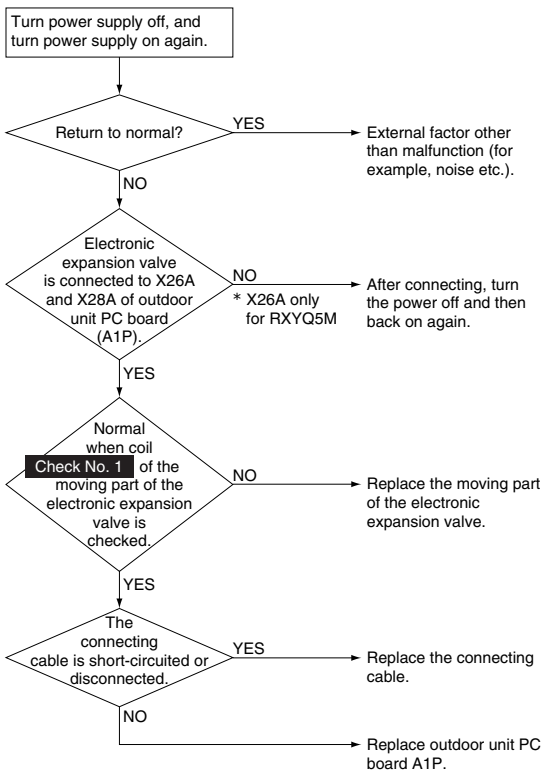 Turn power supply off, and
turn power supply on again.
Return to normal?
YES
External factor other
than malfunction (for
example, noise etc.).
NO
Electronic
expansion valve
is connected to X26A
and X28A of outdoor
unit PC board
(A1P).
NO
* X26A only
for RXYQ5M
After connecting, turn
the power off and then
back on again.
YES
Normal
when coil
Check No. 1 of the
moving part of the
electronic expansion
valve is
checked.
NO
Replace the moving part
of the electronic
expansion valve.
YES
The
connecting
cable is short-circuited or
disconnected.
YES
Replace the connecting
cable.
NO
Replace outdoor unit PC
board A1P.